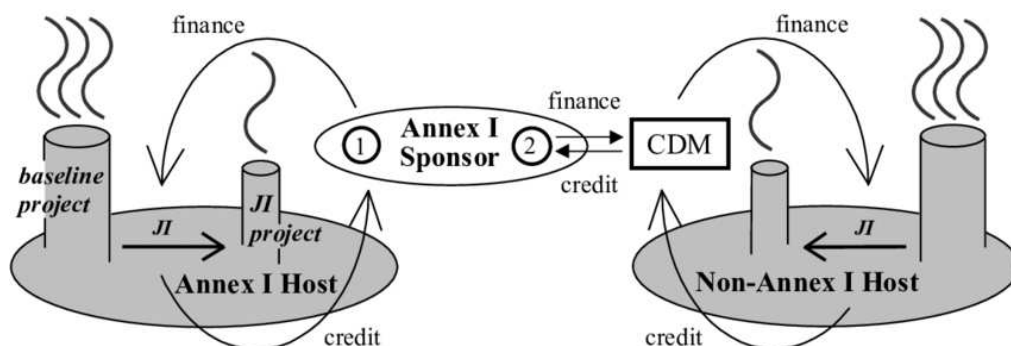 finance
finance
finance
baseline
project
1
Annex I
Sponsor
2
CDM
credit
JI
project
JI
JI
Annex I Host
Non-Annex I Host
credit
credit